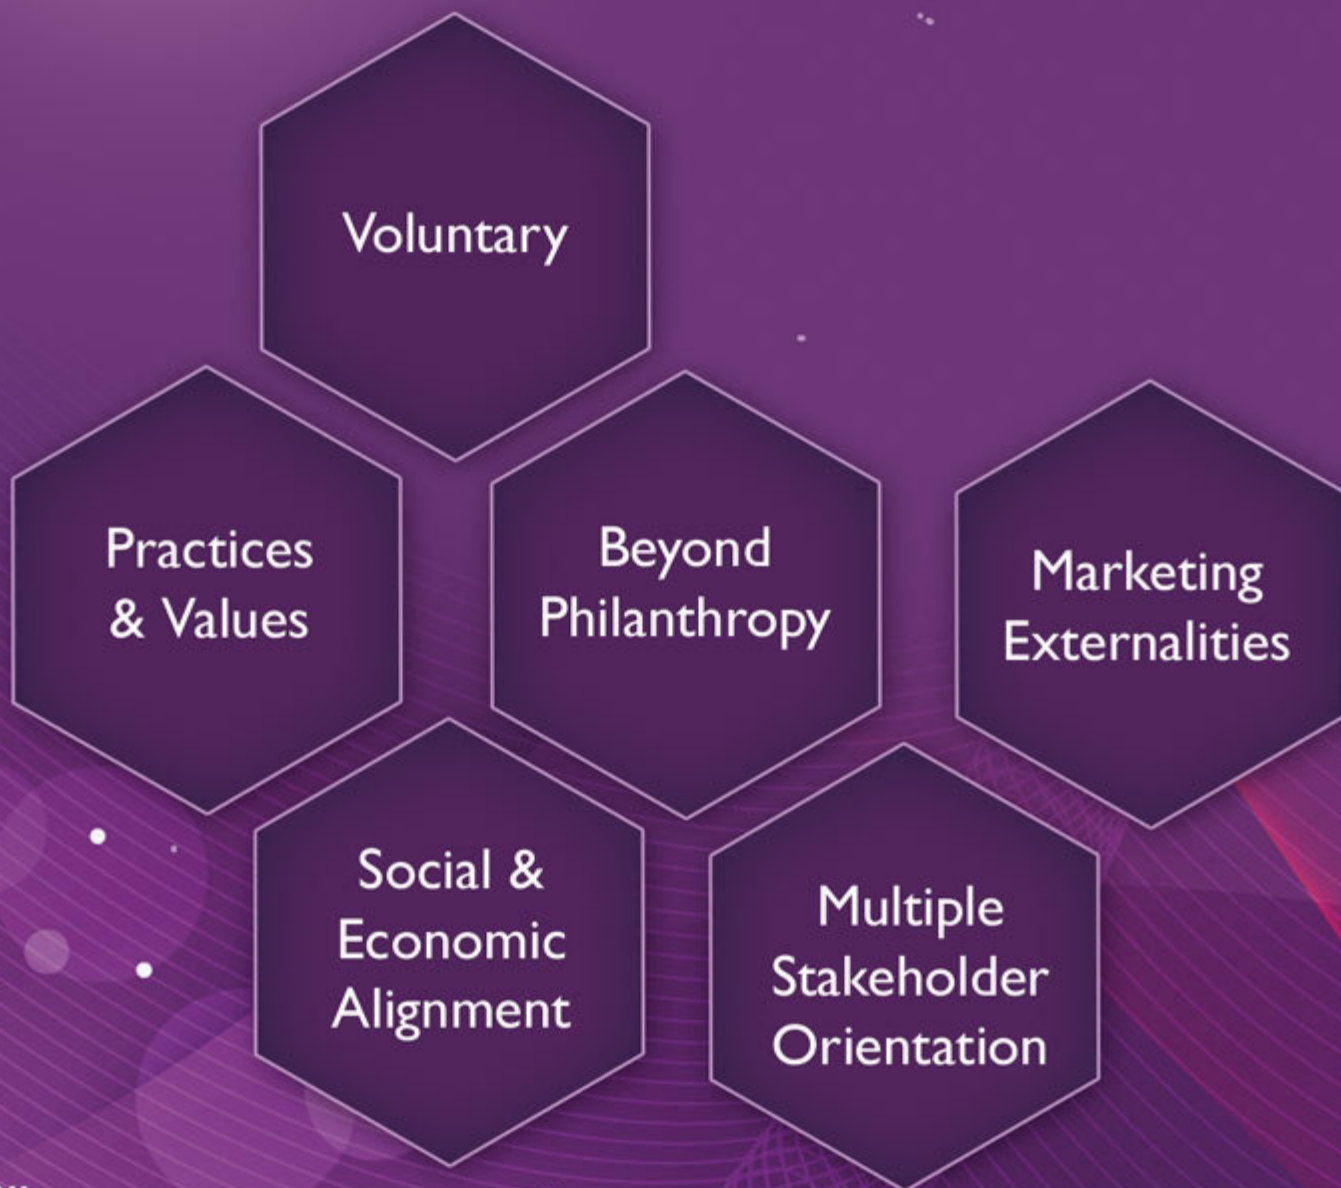 Voluntary
Practices
& Values
Beyond
Philanthropy
Marketing
Externalities
Social &
Economic
Alignment
Multiple
Stakeholder
Orientation